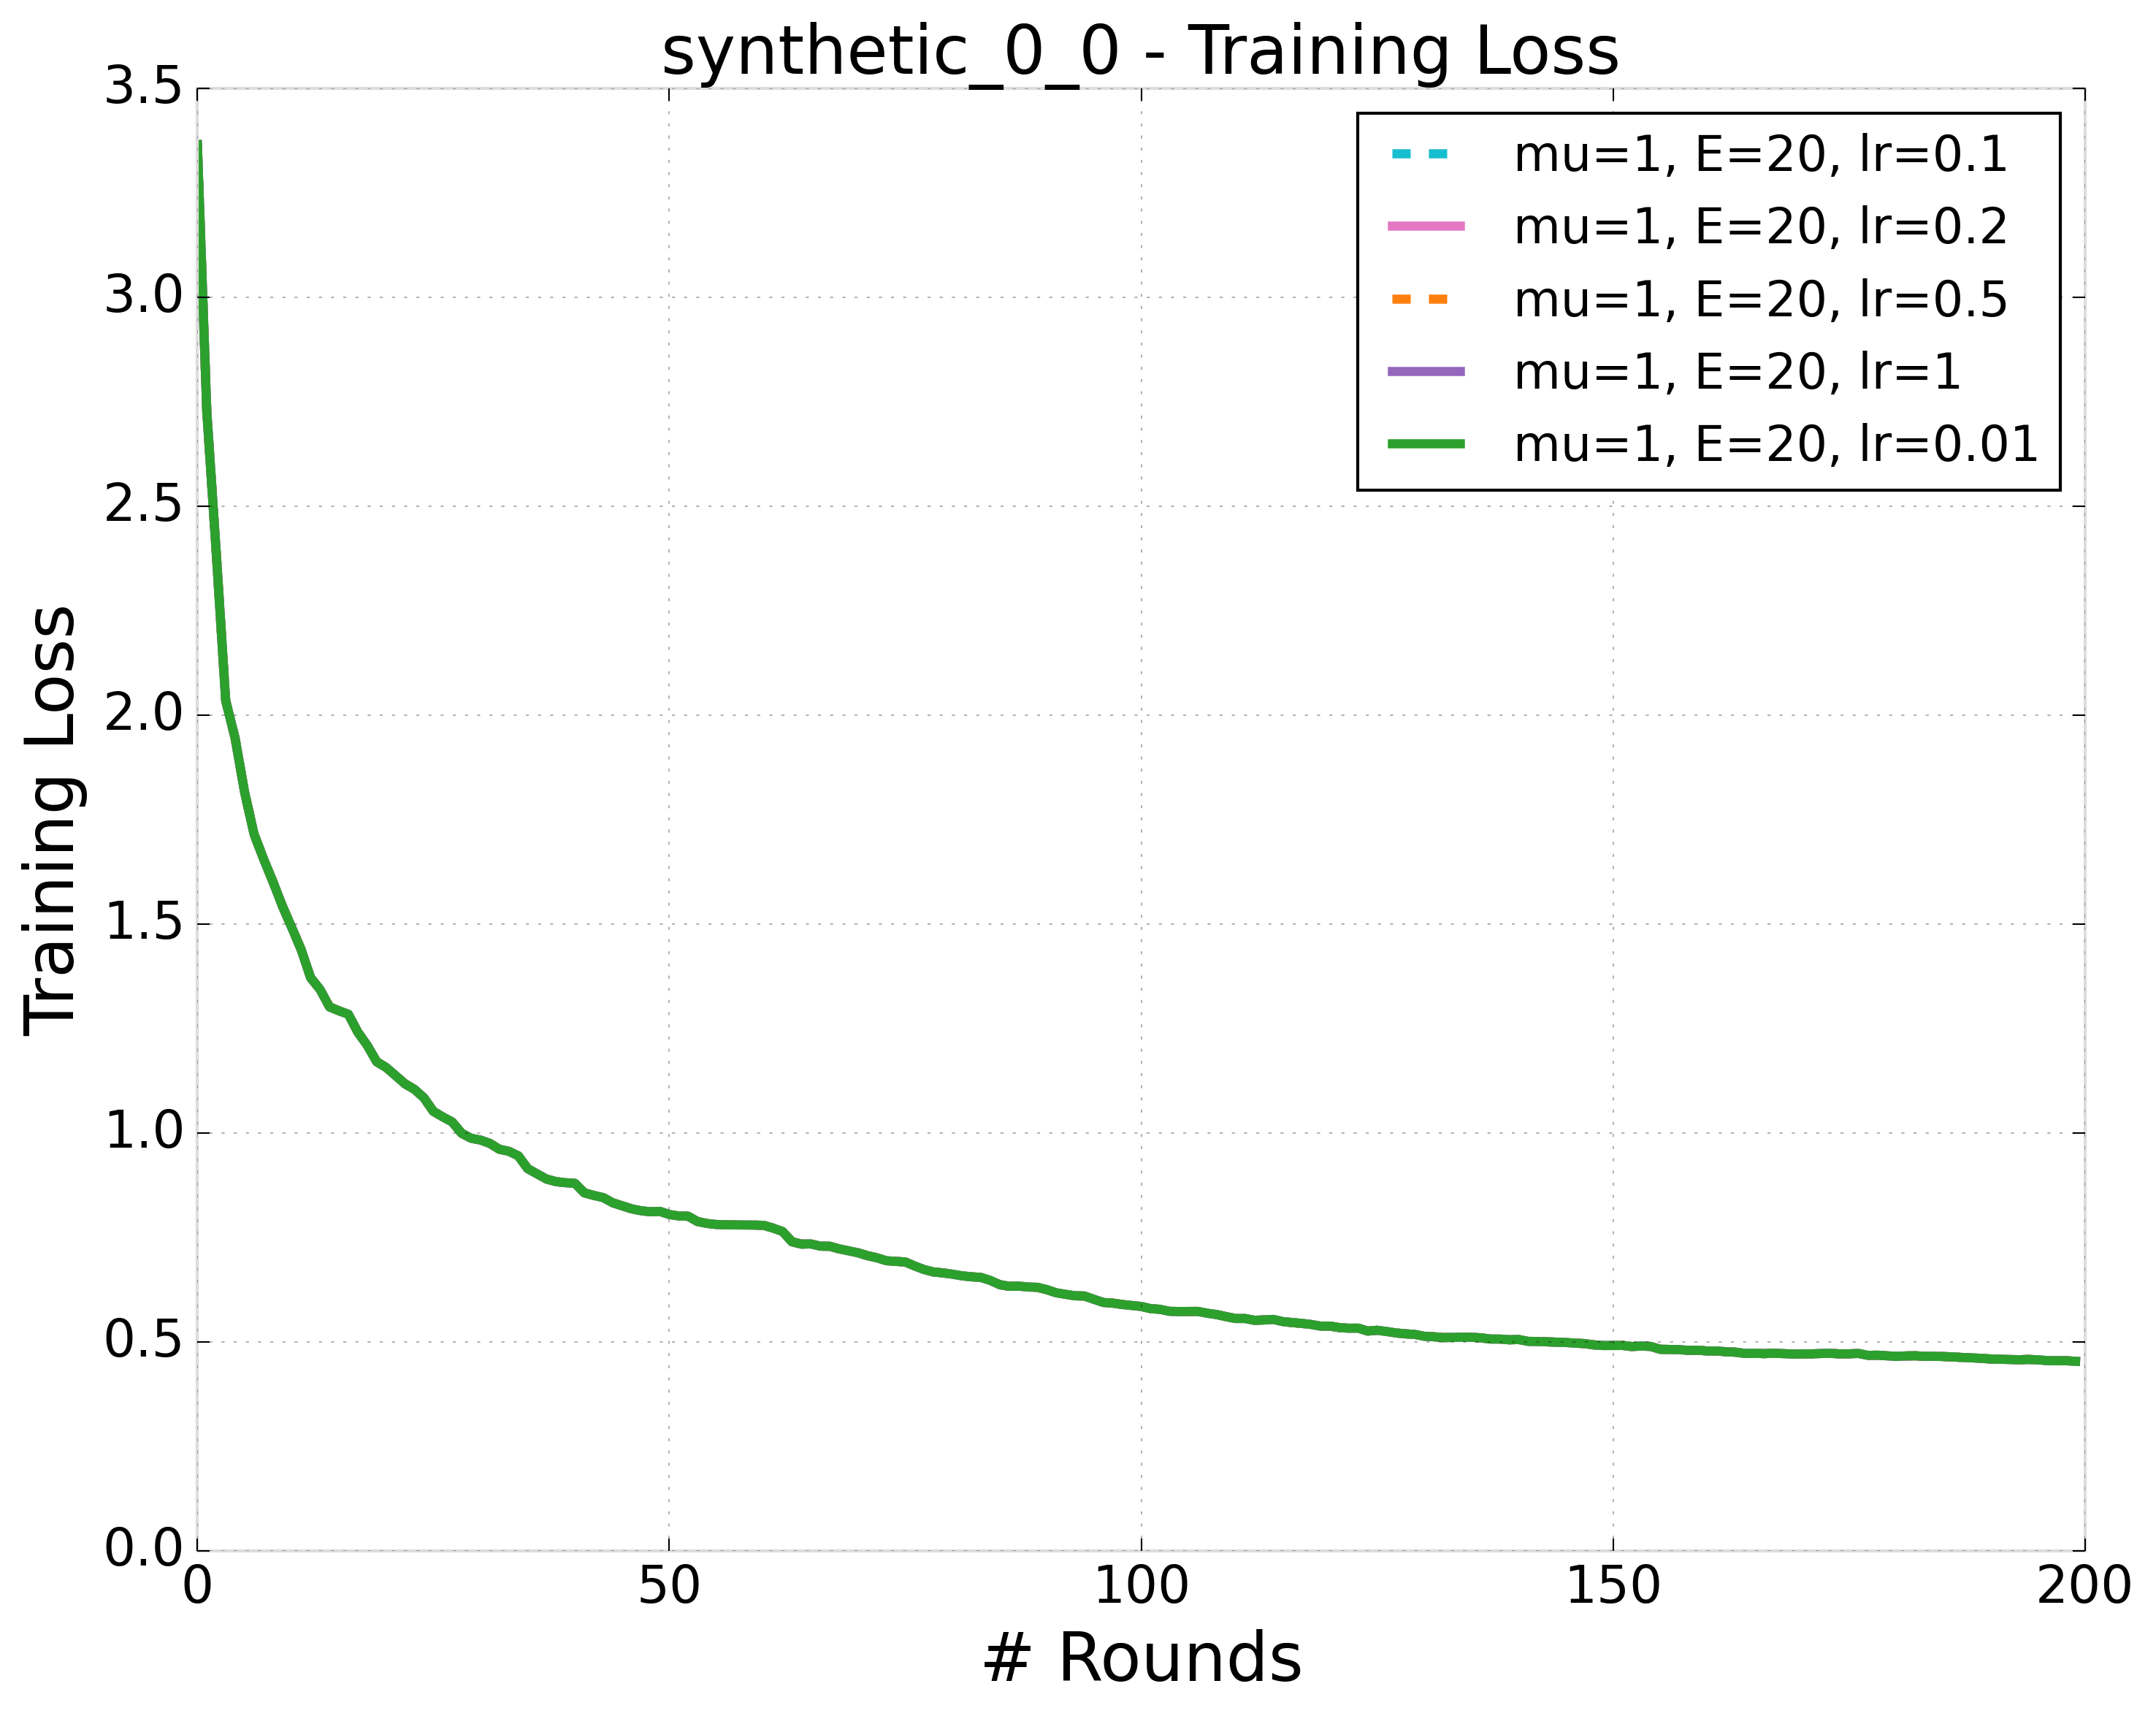 synthetic_0_0 - Training Loss
3.5
3.0
2.5
2.0
1.5
1.0
0.5
0.0
Training Loss
mu=1, E=20, lr=0.1
mu=1, E=20, lr=0.2
mu=1, E=20, lr=0.5
mu=1, E=20, lr=1
mu=1, E=20, lr=0.01
0 50 100 150 200
# Rounds